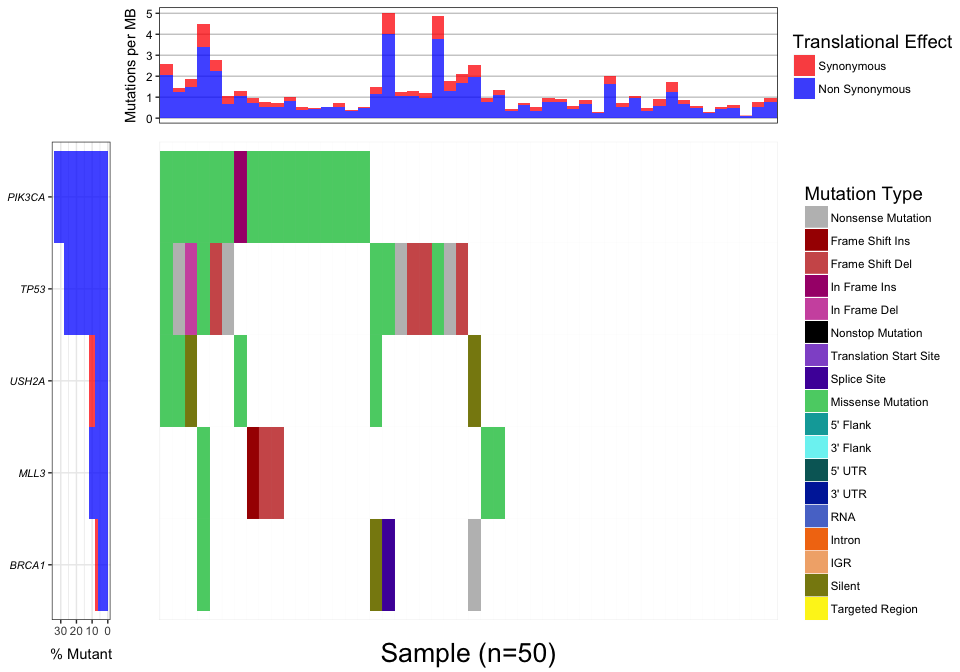 Mutations per MB
5
4
3
2
1
0
Translational Effect
Synonymous
Non Synonymous
PIK3CA
TP53
USH2A
MLL3
BRCA1
30 20 10 0
% Mutant
Sample (n=50)
Mutation Type
Nonsense Mutation
Frame Shift Ins
Frame Shift Del
In Frame Ins
In Frame Del
Nonstop Mutation
Translation Start Site
Splice Site
Missense Mutation
5' Flank
3' Flank
5' UTR
3' UTR
RNA
Intron
IGR
Silent
Targeted Region